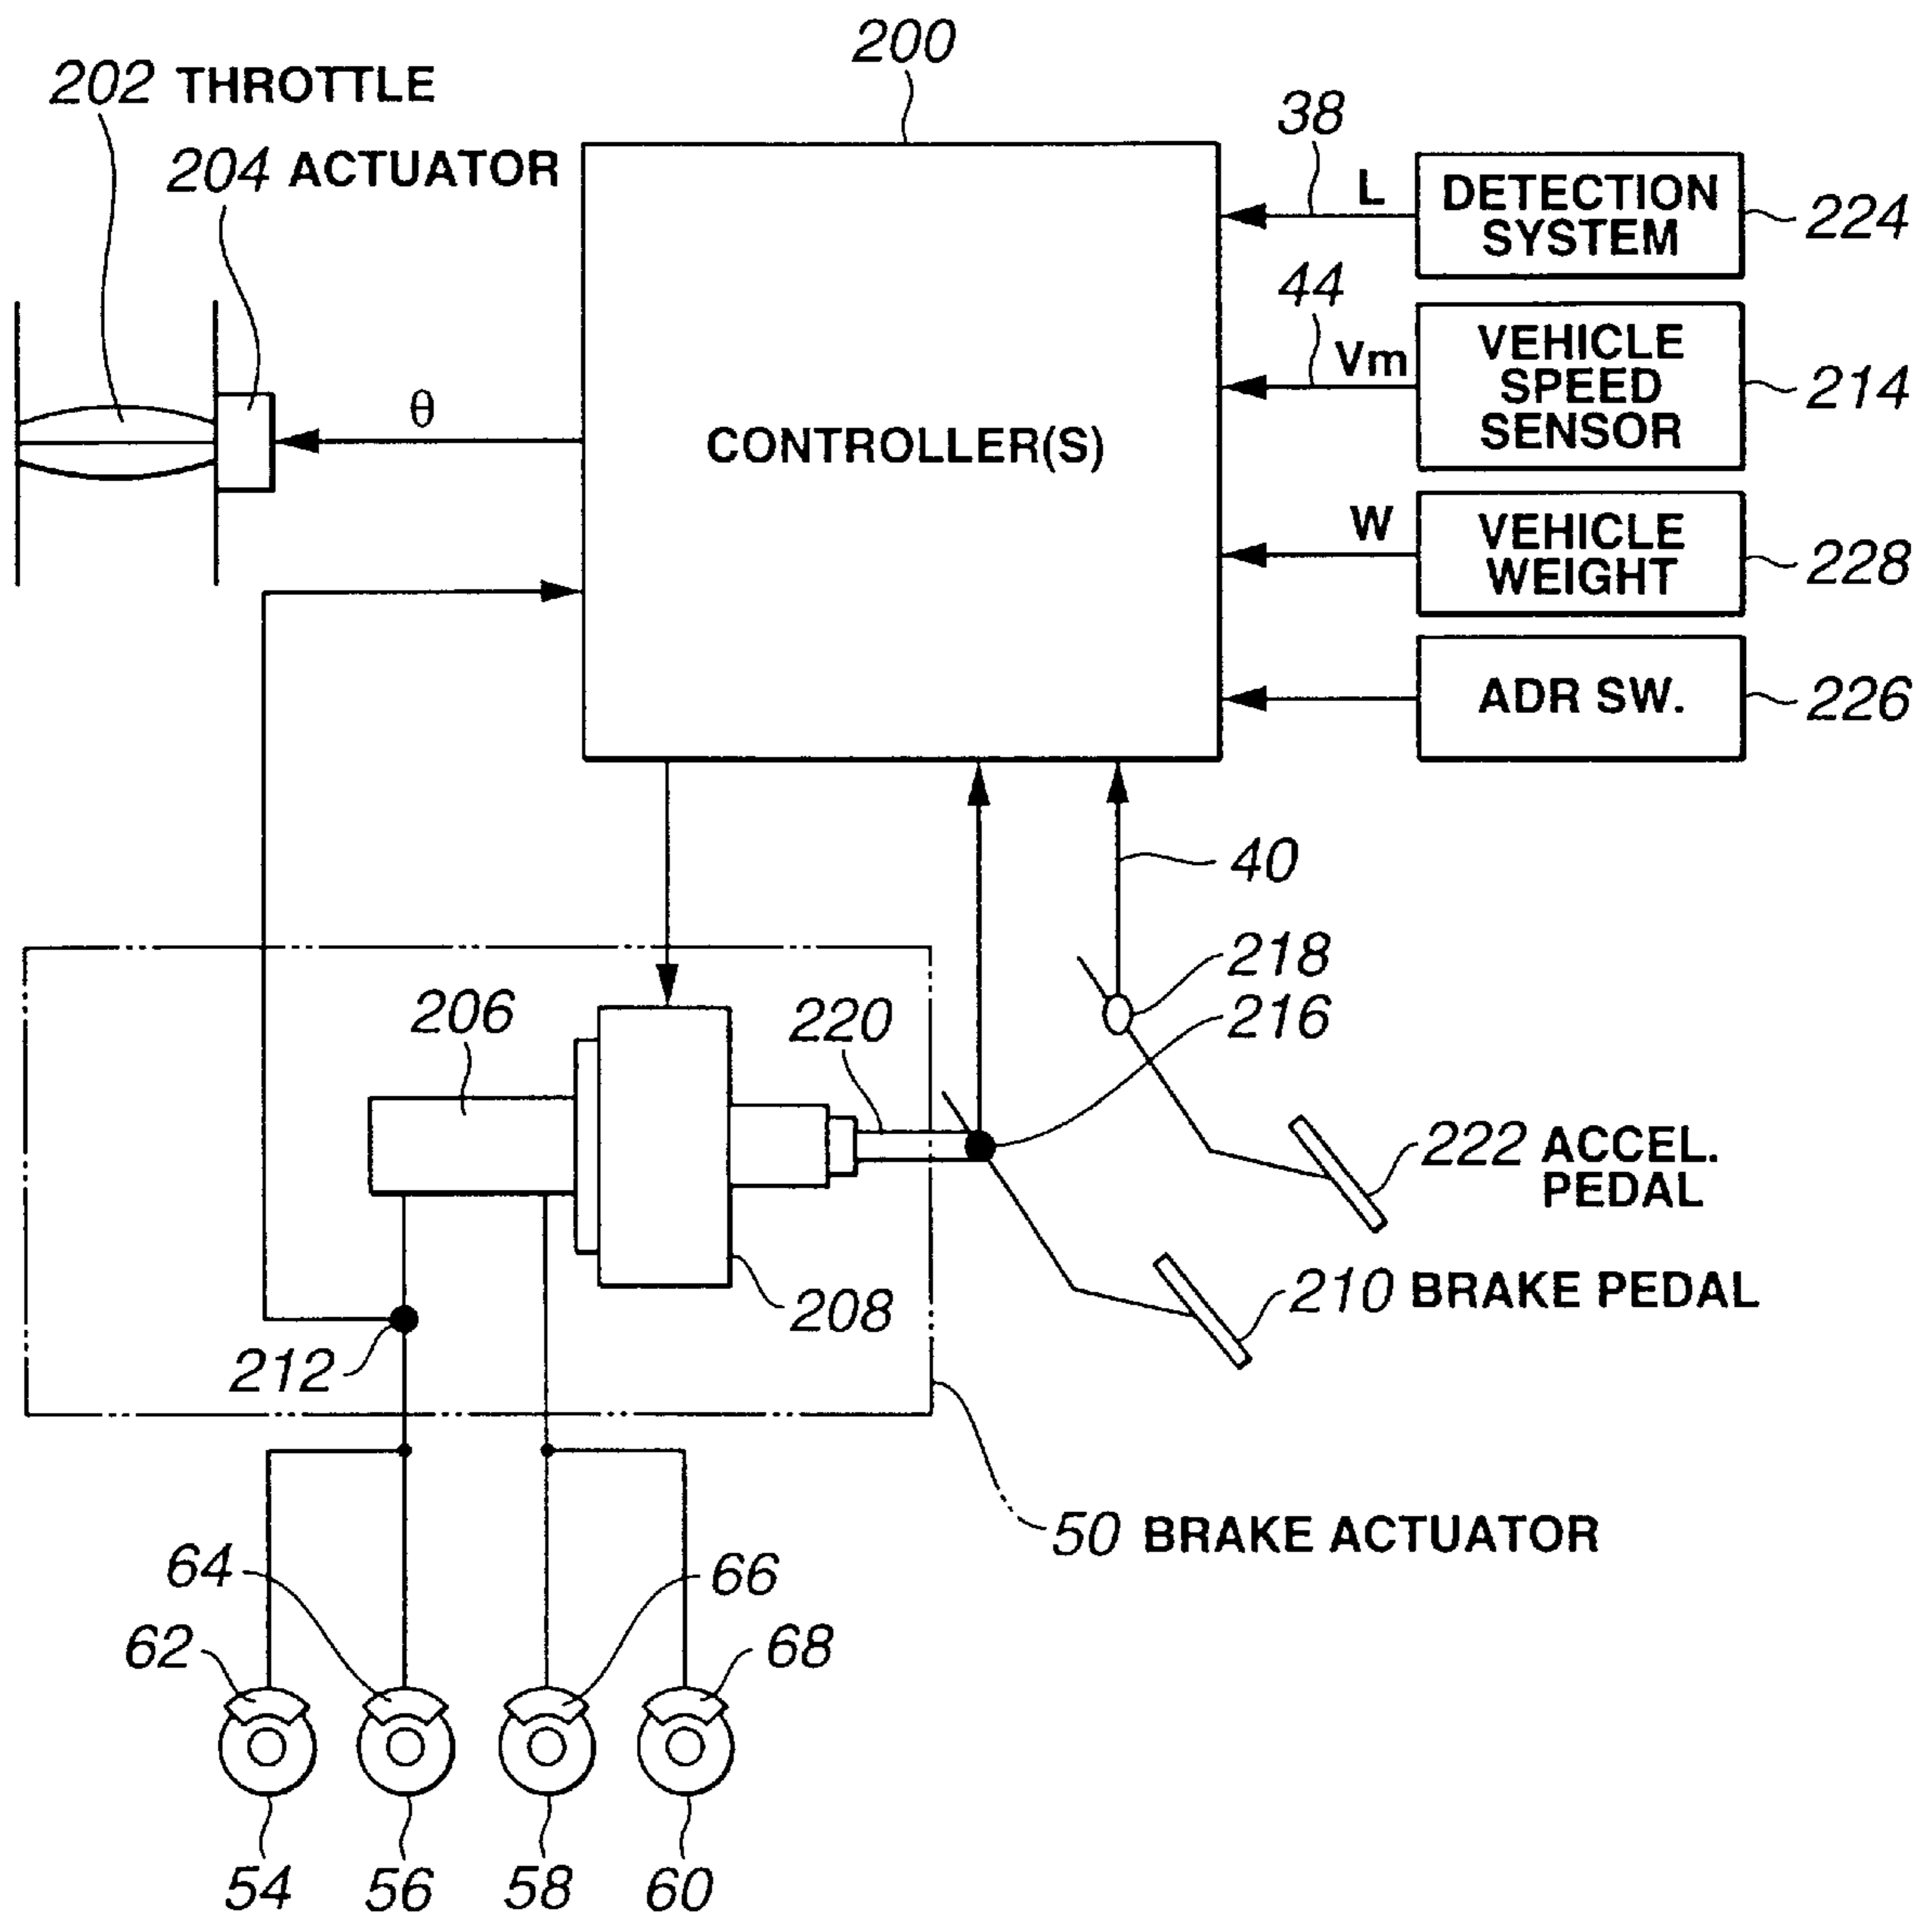 200
202 THROTTLE
204 ACTUATOR
38
L
DETECTION
SYSTEM
224
44
Vm
VEHICLE
SPEED
SENSOR
214
θ
CONTROLLER(S)
W
VEHICLE
WEIGHT
228
ADR SW.
226
40
218
216
206
220
222 ACCEL.
PEDAL
210 BRAKE PEDAL
208
212
50 BRAKE ACTUATOR
64
66
62
68
54
56
58
60